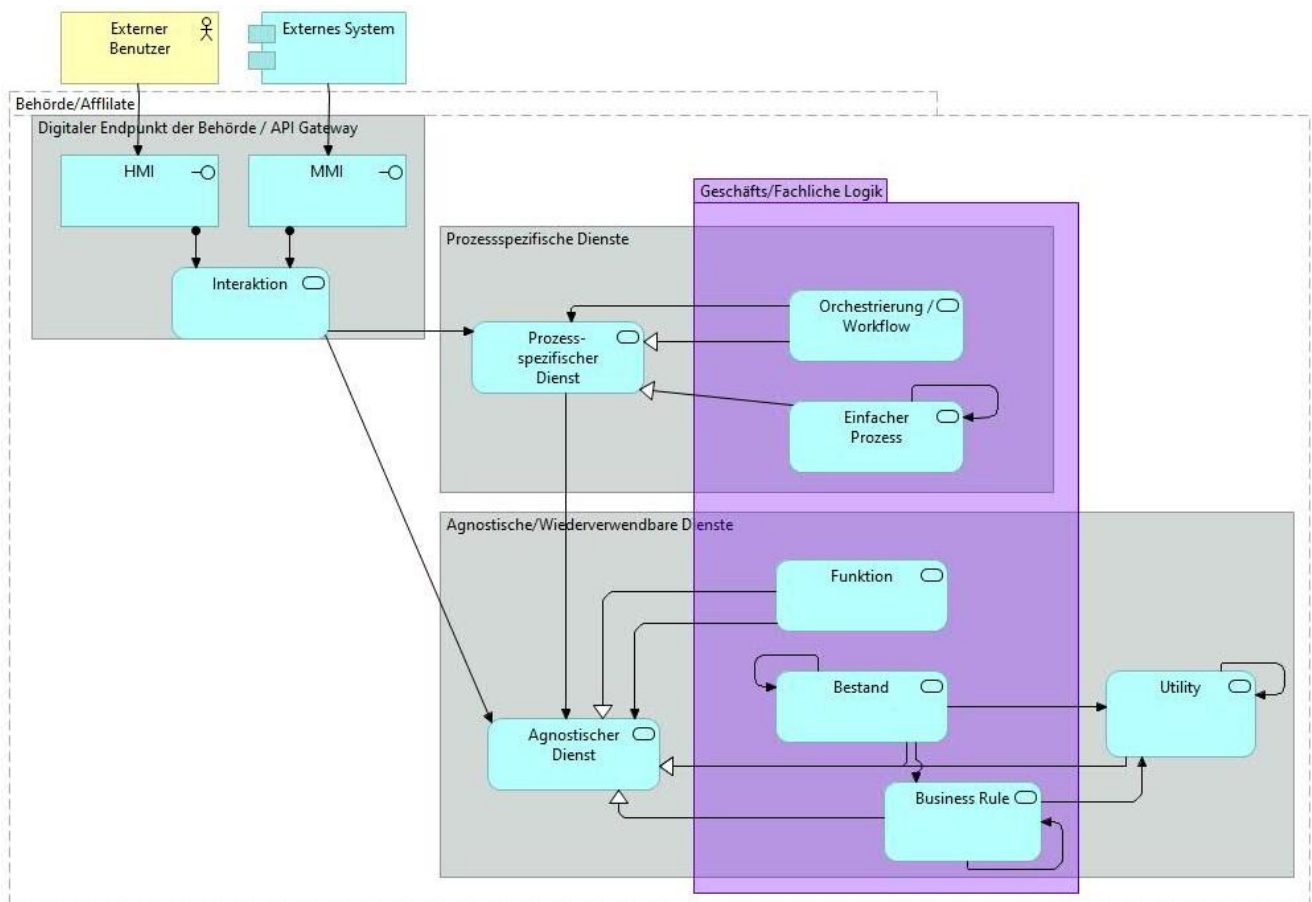 Externer
Benutzer
Externes System
Behörde/Afflilate
Digitaler Endpunkt der Behörde / API Gateway
HMI
MMI
Interaktion
Geschäfts/Fachliche Logik
Prozessspezifische Dienste
Orchestrierung /
Workflow
Prozess-
spezifischer
Dienst
Einfacher
Prozess
Agnostische/Wiederverwendbare Dienste
Funktion
Bestand
Utility
Agnostischer
Dienst
Business Rule